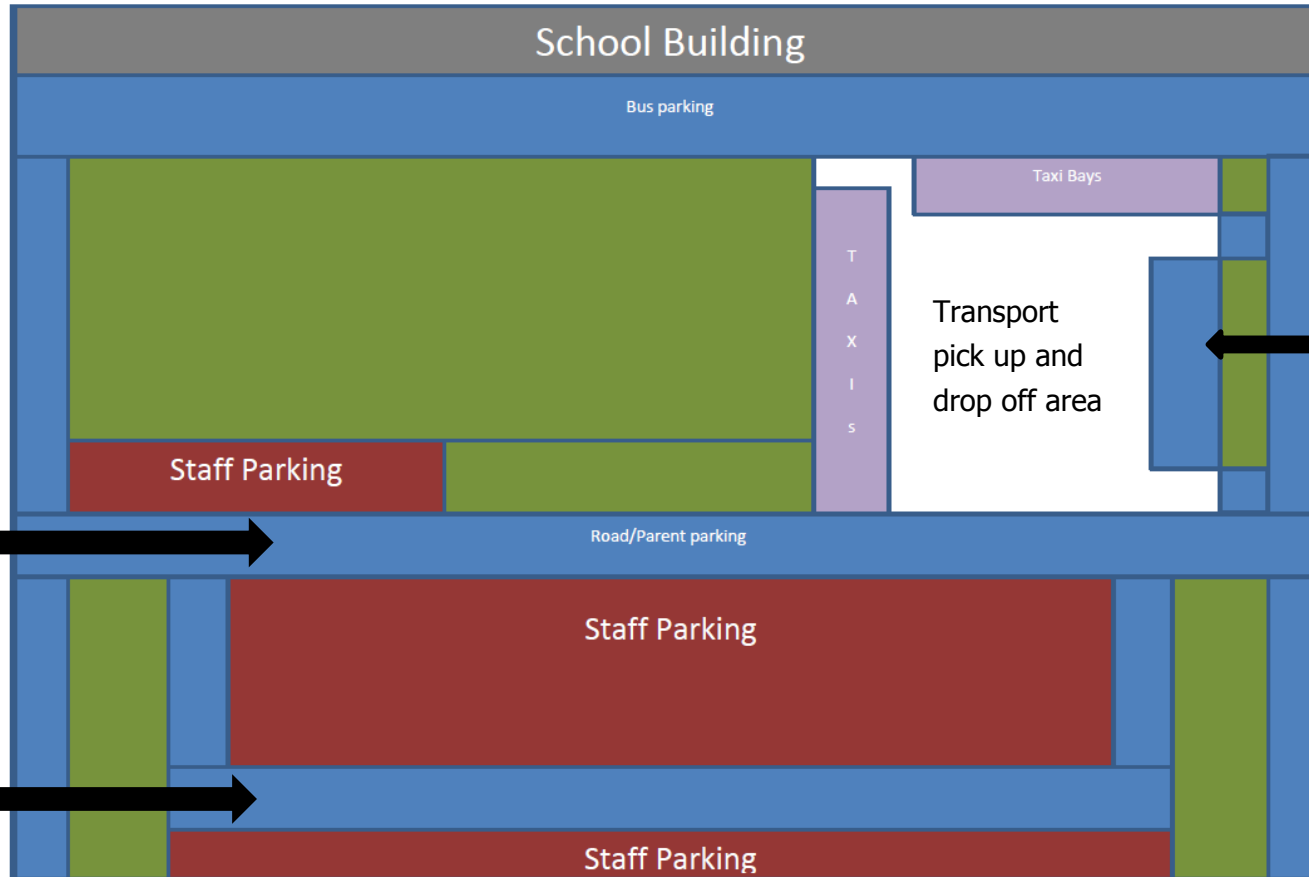 School Building
Bus parking
Taxi Bays
T
A
X
I
s
Transport
pick up and
drop off area
Staff Parking
Road/Parent parking
Staff Parking
Staff Parking